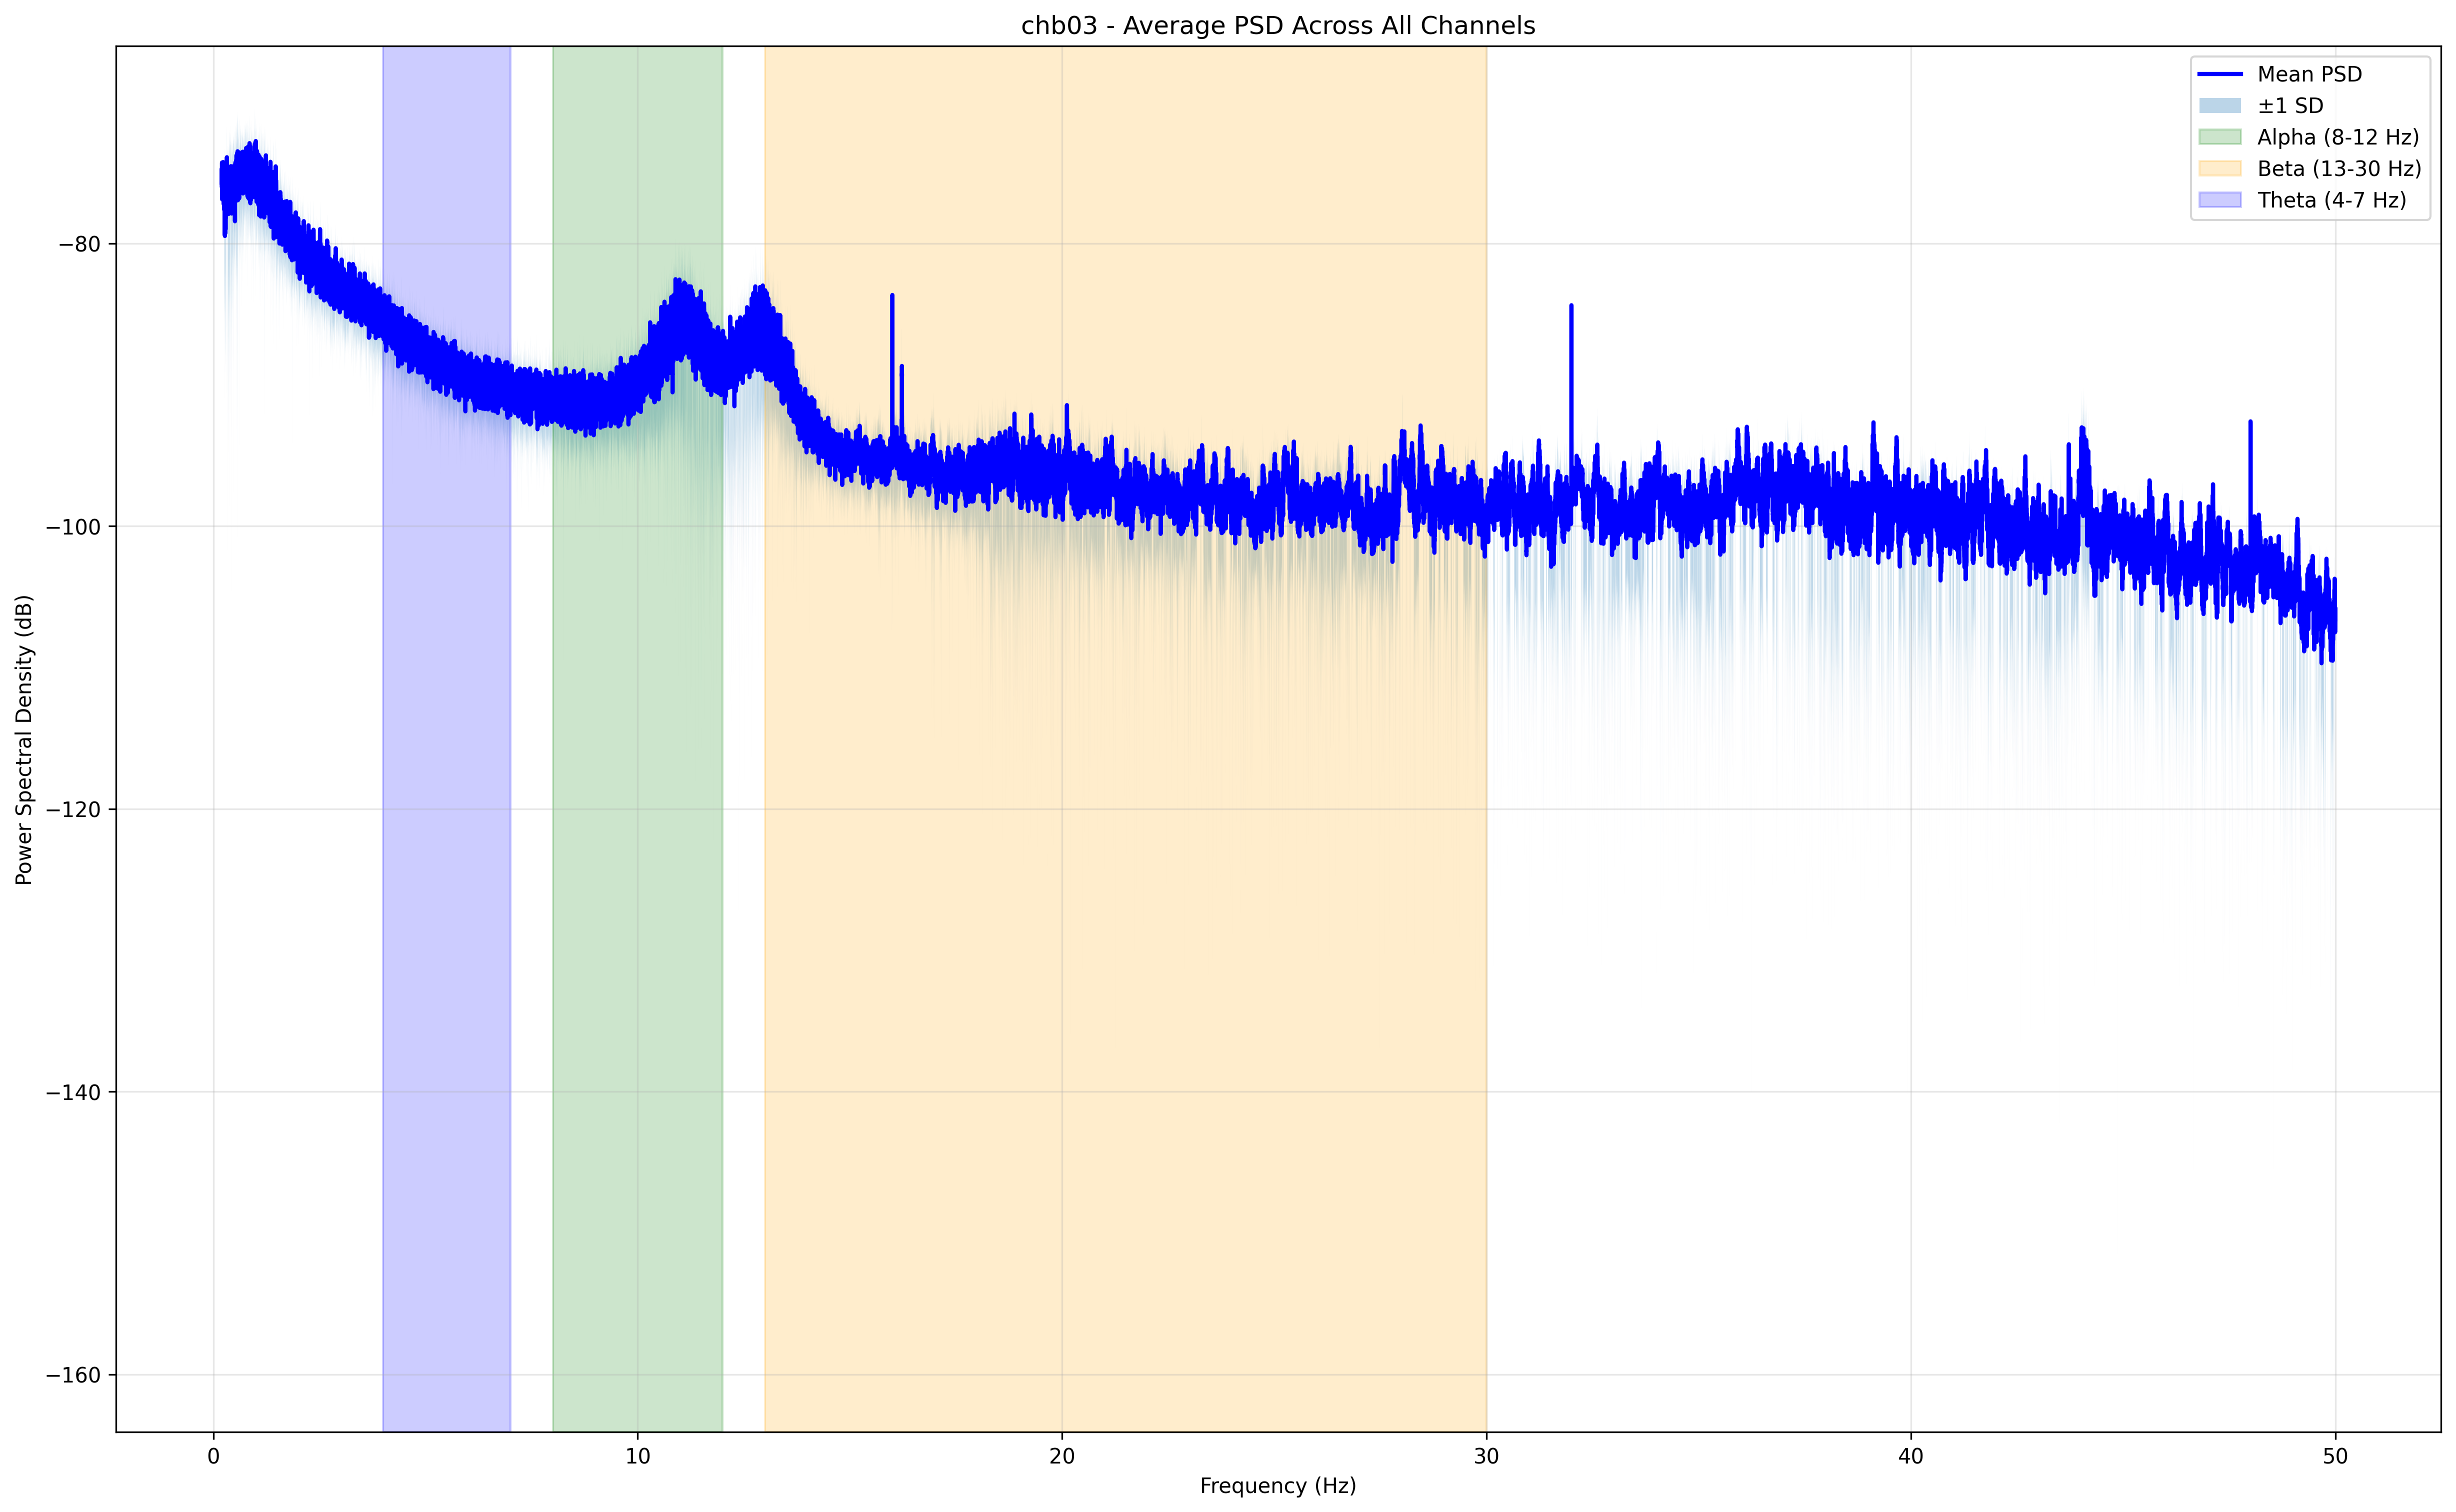 chb03 - Average PSD Across All Channels
Mean PSD
±1 SD
Alpha (8-12 Hz)
Beta (13-30 Hz)
Theta (4-7 Hz)
Power Spectral Density (dB)
−80
−100
−120
−140
−160
0 10 20 30 40 50
Frequency (Hz)